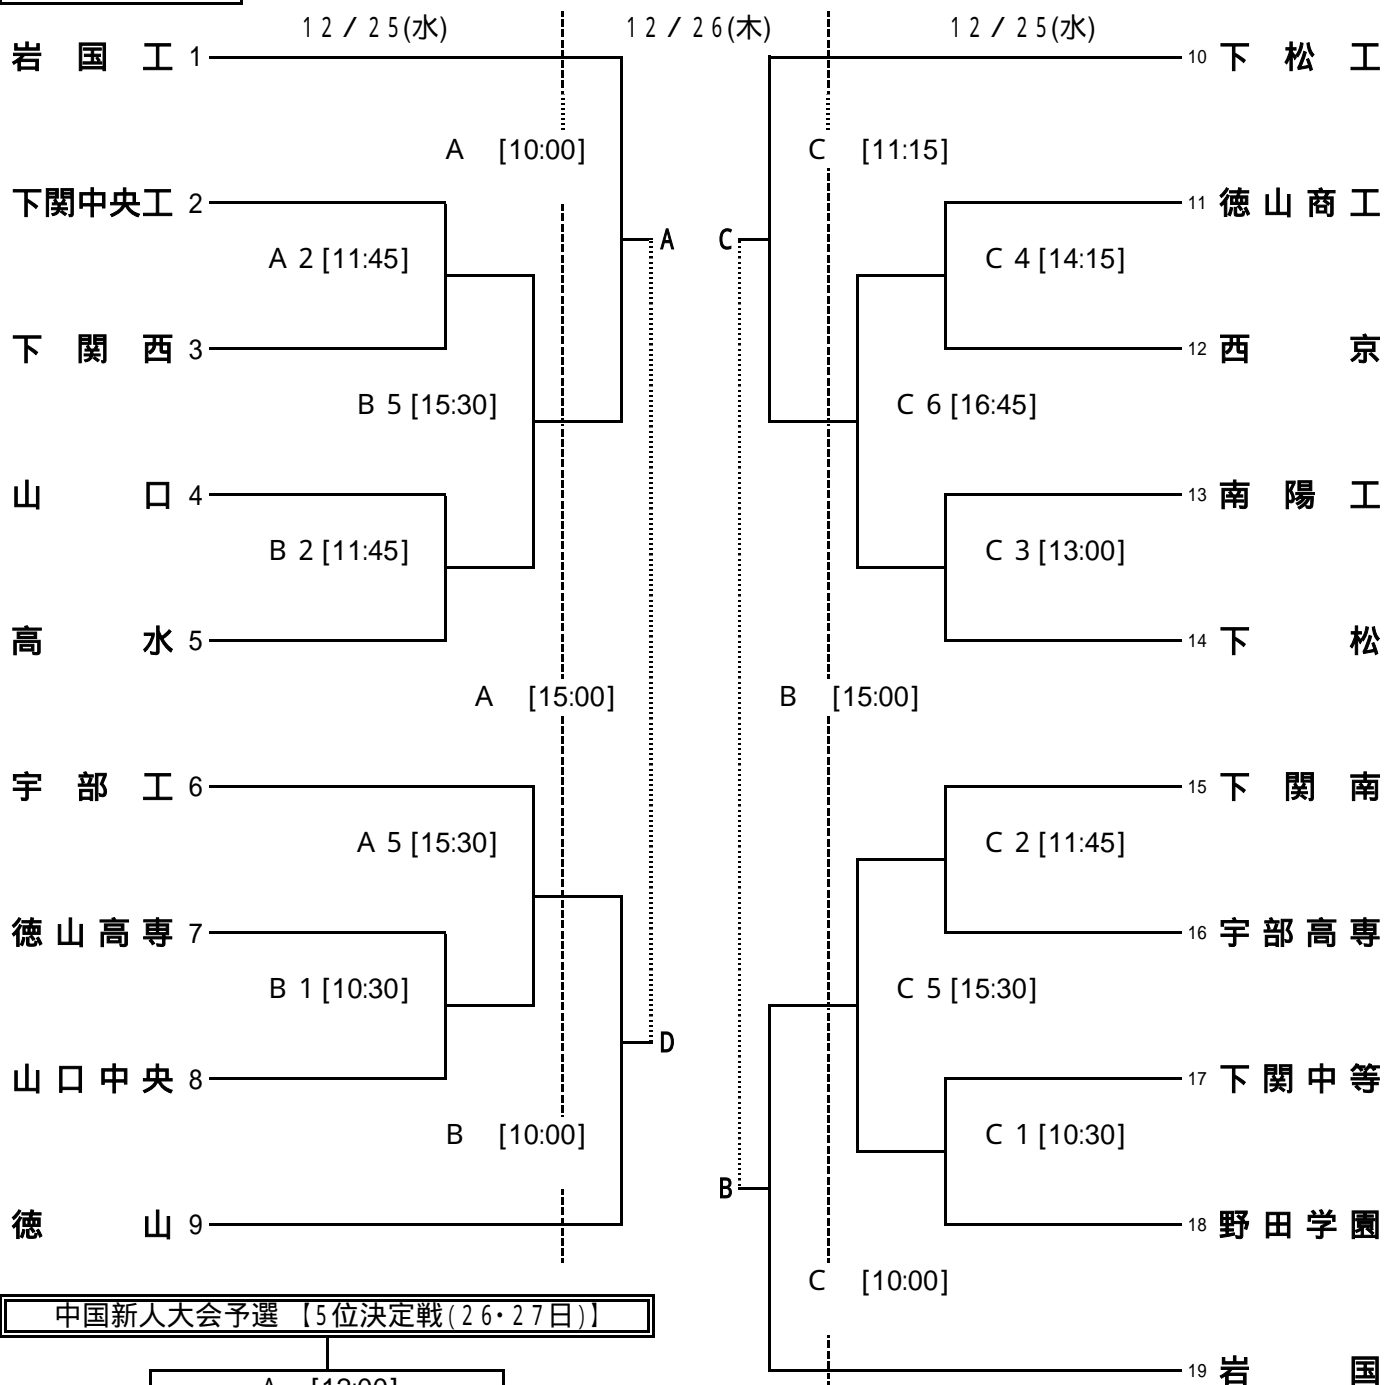 12/25(水) 12/26(木) 12/25(水)
岩国工 1 10 下松工
A [10:00] C [11:15]
下関中央工 2 11 徳山商工
A C
A 2 [11:45] C 4 [14:15]
下関西 3 12 西京
B 5 [15:30] C 6 [16:45]
山口 4 13 南陽工
B 2 [11:45] C 3 [13:00]
高水 5 14 下松
A [15:00] B [15:00]
宇部工 6 15 下関南
A 5 [15:30] C 2 [11:45]
徳山高専 7 16 宇部高専
B 1 [10:30] C 5 [15:30]
D
山口中央 8 17 下関中等
B [10:00] C 1 [10:30]
B
徳山 9 18 野田学園
C [10:00]
中国新人大会予選 【5位決定戦(26・27日)】
19 岩国